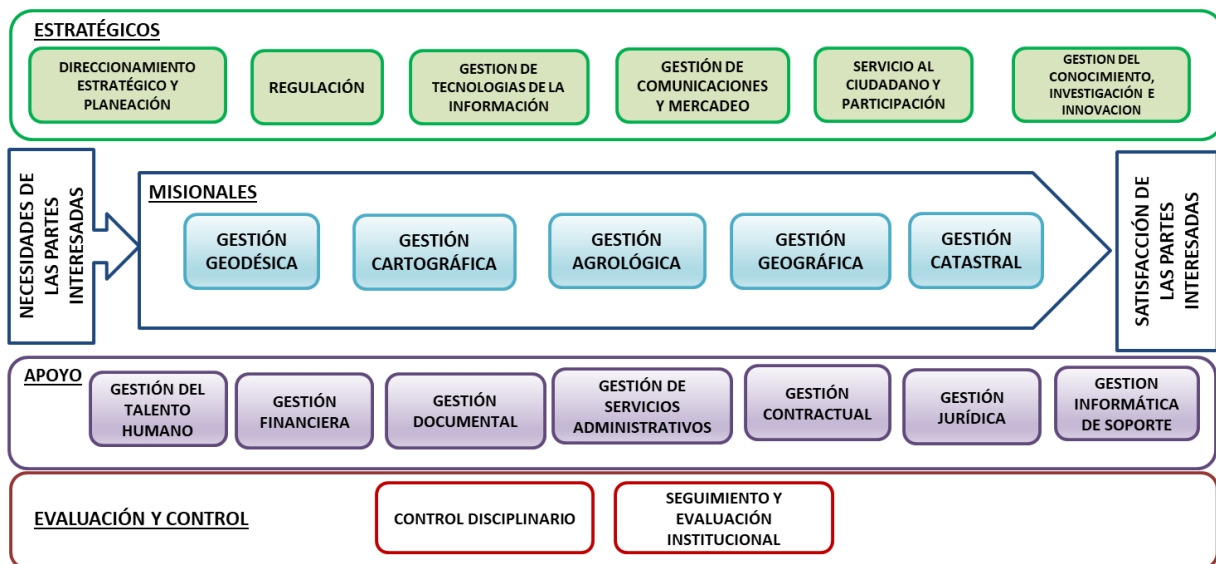 ESTRATÉGICOS
DIRECCIONAMIENTO
ESTRATÉGICO Y
PLANEACIÓN
REGULACIÓN
GESTION DE
TECNOLOGIAS DE LA
INFORMACIÓN
GESTIÓN DE
COMUNICACIONES
Y MERCADEO
SERVICIO AL
CIUDADANO Y
PARTICIPACIÓN
GESTION DEL
CONOCIMIENTO,
INVESTIGACIÓN E
INNOVACION
NECESIDADES DE
LAS PARTES
INTERESADAS
MISIONALES
GESTIÓN
GEODÉSICA
GESTIÓN
CARTOGRÁFICA
GESTIÓN
AGROLÓGICA
GESTIÓN
GEOGRÁFICA
GESTIÓN
CATASTRAL
SATISFACCIÓN DE
LAS PARTES
INTERESADAS
APOYO
GESTIÓN DEL
TALENTO
HUMANO
GESTIÓN
FINANCIERA
GESTIÓN
DOCUMENTAL
GESTIÓN DE
SERVICIOS
ADMINISTRATIVOS
GESTIÓN
CONTRACTUAL
GESTIÓN
JURÍDICA
GESTION
INFORMÁTICA
DE SOPORTE
EVALUACIÓN Y CONTROL
CONTROL DISCIPLINARIO
SEGUIMIENTO Y
EVALUACIÓN
INSTITUCIONAL